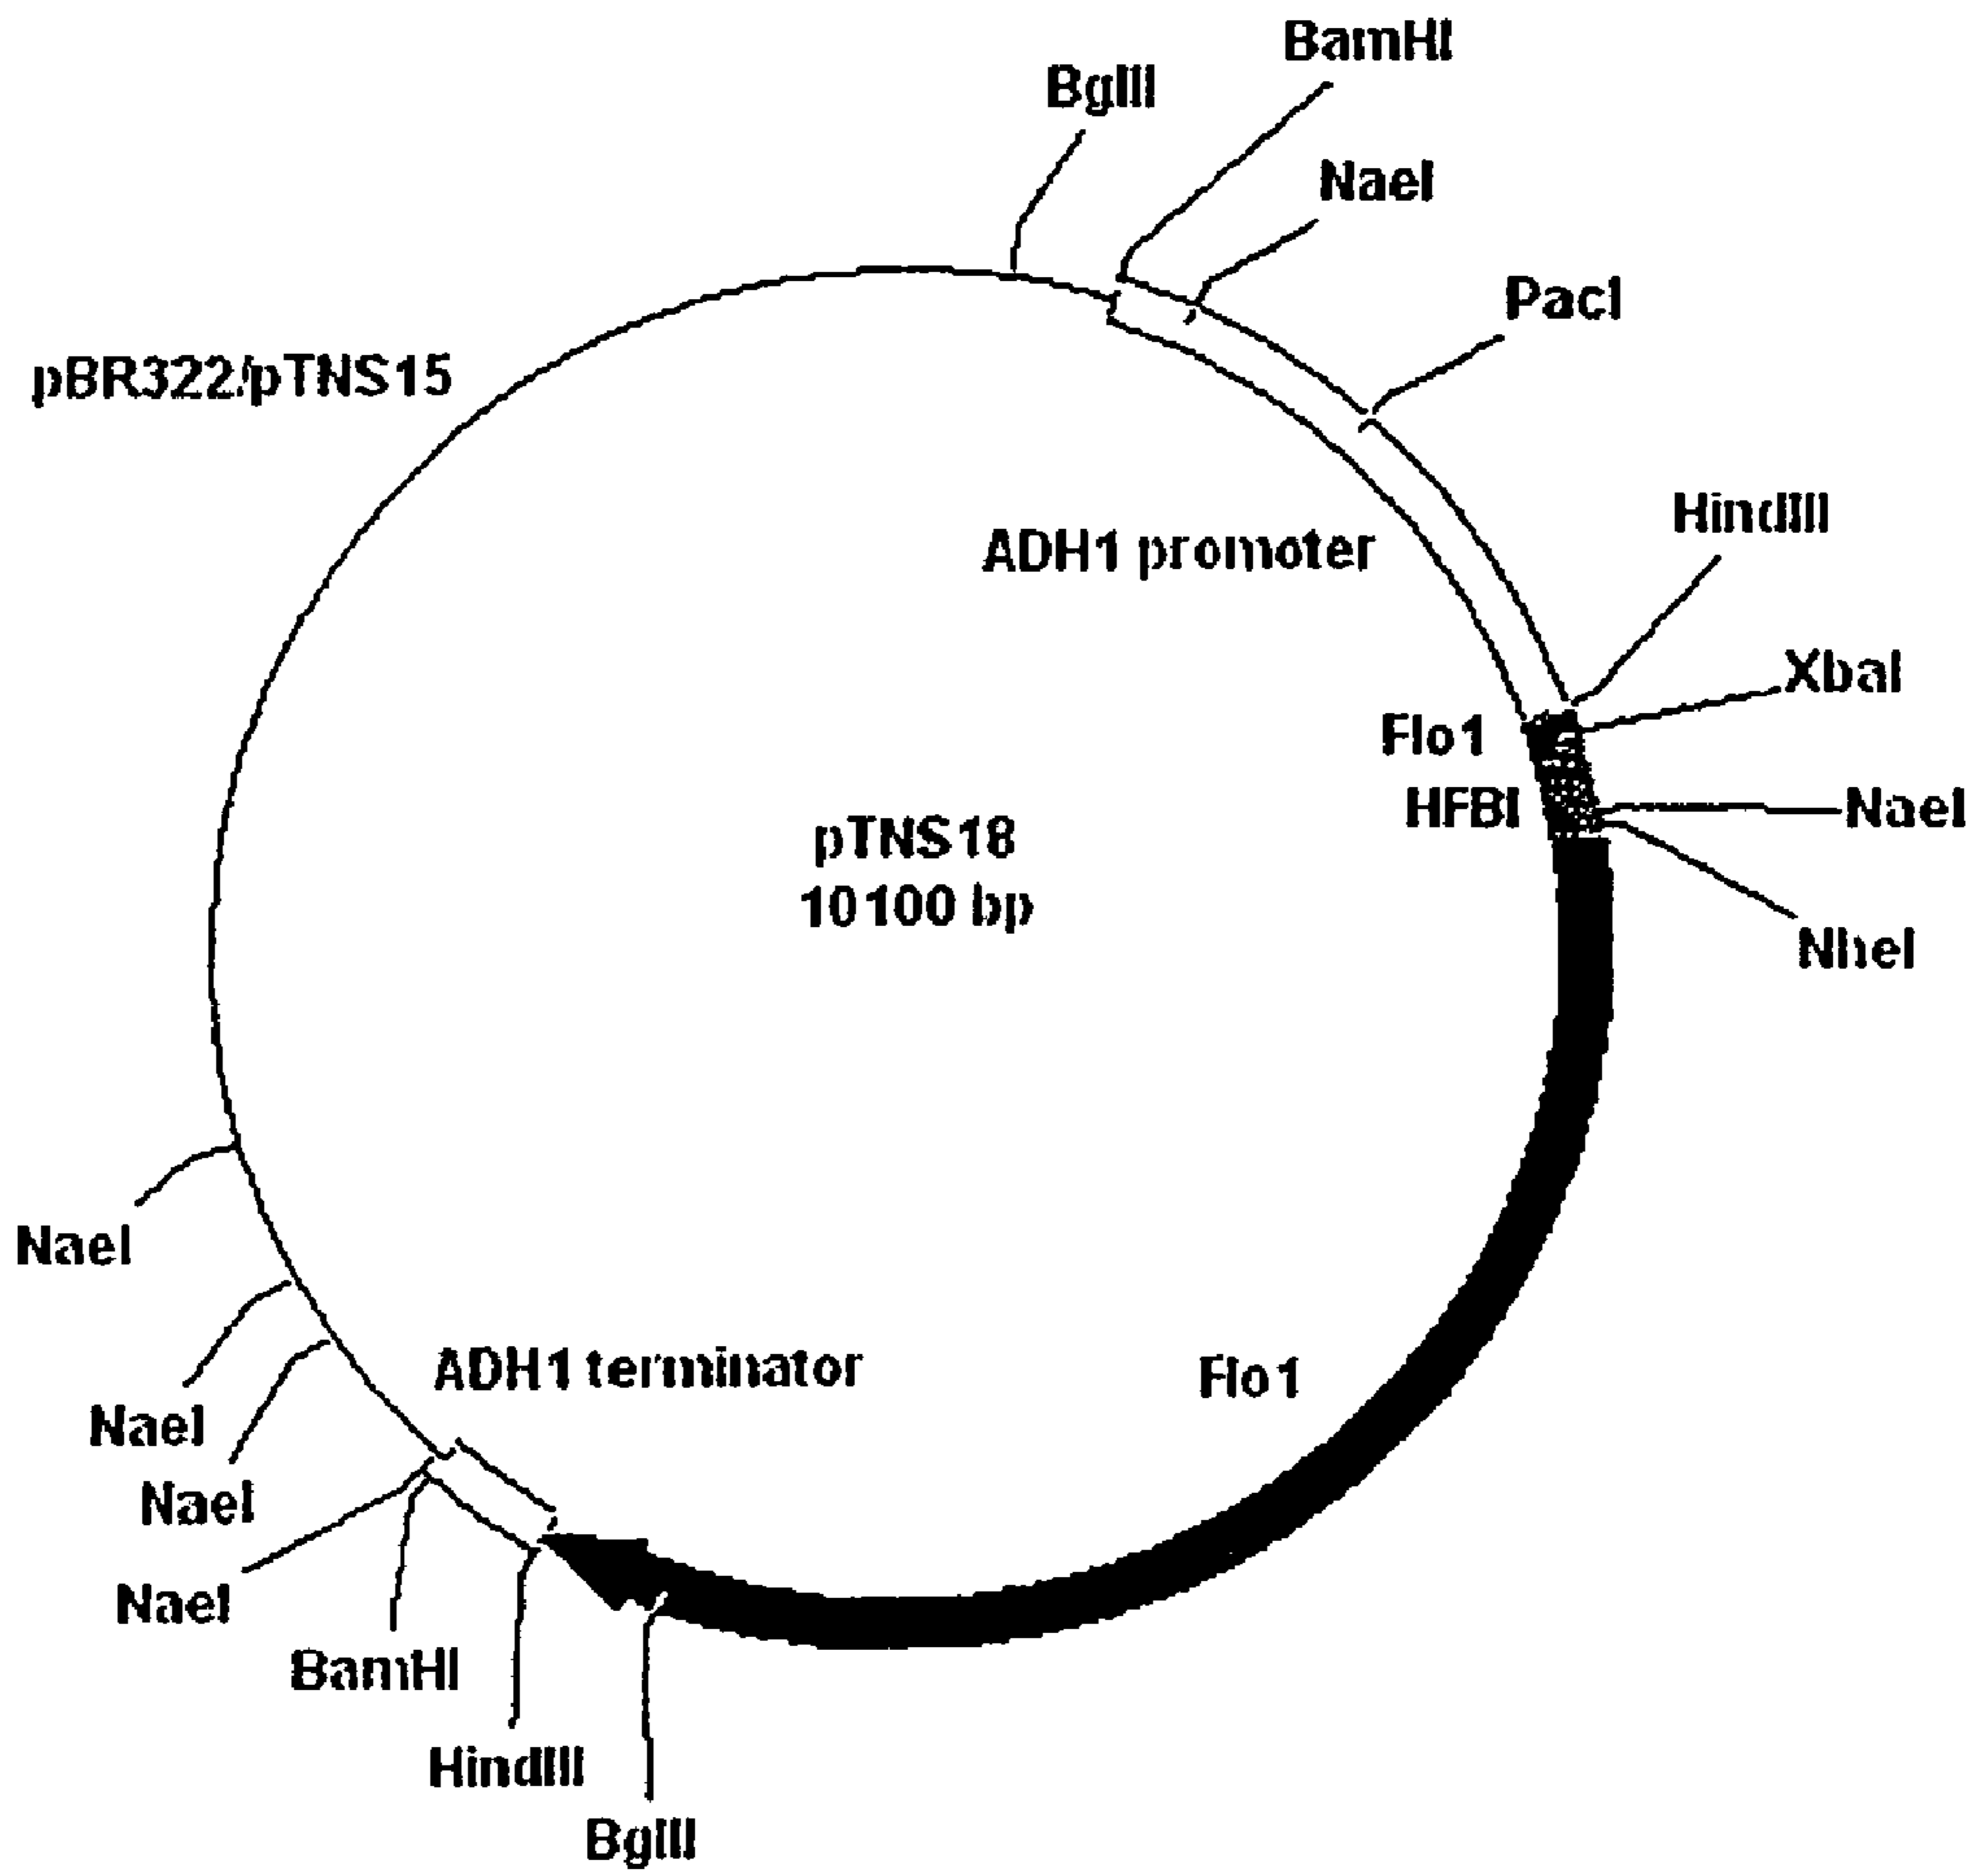 BamHI
BglII
NaeI
PacI
pBR322/pTNS15
HindIII
ADH1 promoter
XbaI
Flo1
HFBI
NaeI
pTNS18
10100 bp
NheI
NaeI
ADH1 terminator
Flo1
NaeI
NaeI
NaeI
BamHI
HindIII
BglII